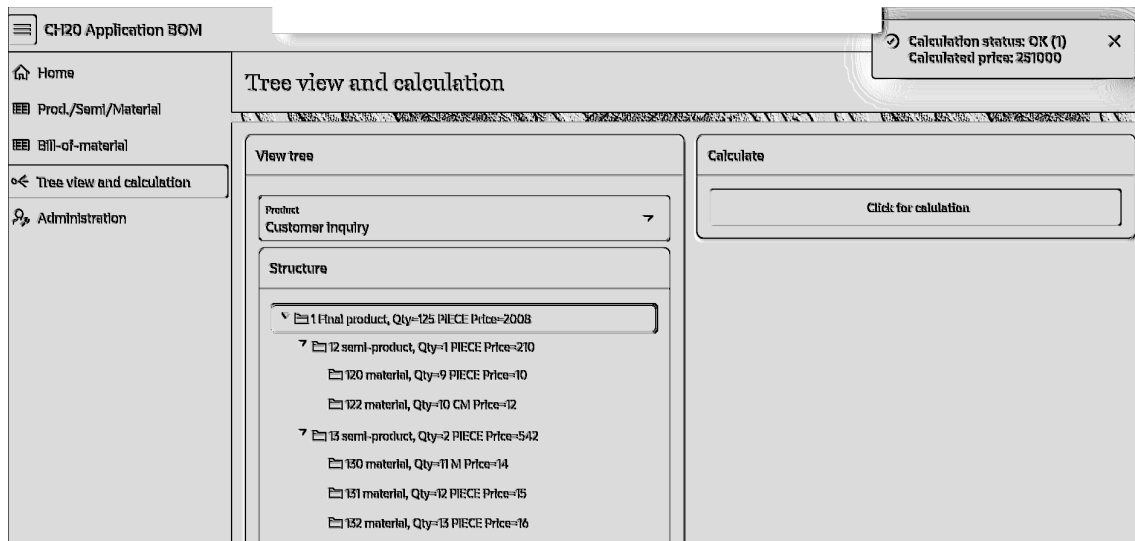 CH20 Application BOM
Calculation status: OK (1)
Calculated price: 251000
Home
Prod./Semi/Material
Bill-of-material
Tree view and calculation
Administration
Tree view and calculation
View tree
Product
Customer inquiry
Structure
1 Final product, Qty=125 PIECE Price=2008
12 semi-product, Qty=1 PIECE Price=210
120 material, Qty=9 PIECE Price=10
122 material, Qty=10 CM Price=12
13 semi-product, Qty=2 PIECE Price=542
130 material, Qty=11 M Price=14
131 material, Qty=12 PIECE Price=15
132 material, Qty=13 PIECE Price=16
Calculate
Click for calulation